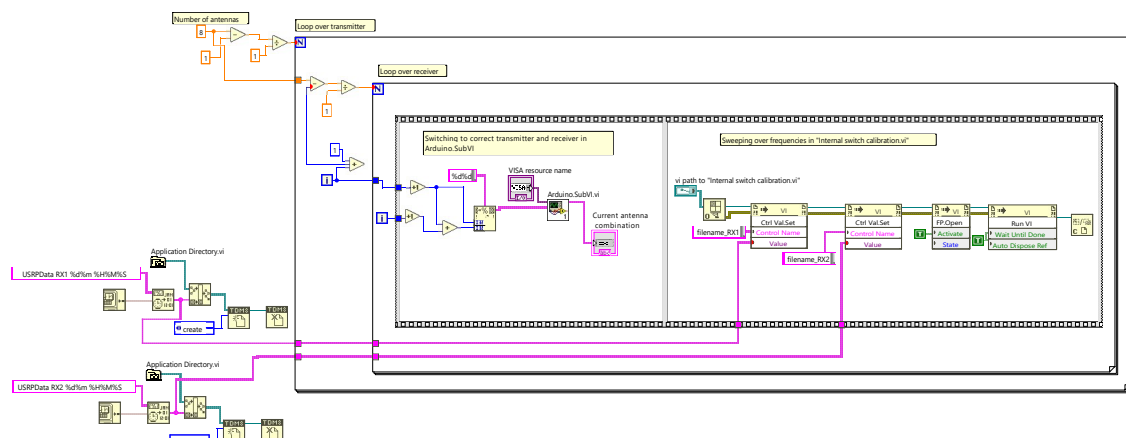 Number of antennas
8
1
1
Loop over transmitter
N
Loop over receiver
N
1
1
i
i
Switching to correct transmitter and receiver in
Arduino.SubVI
%d%d
VISA resource name
Arduino.SubVI.vi
Current antenna
combination
Sweeping over frequencies in "Internal switch calibration.vi"
vi path to "Internal switch calibration.vi"
VI
Ctrl Val.Set
Control Name
Value
filename_RX1
VI
Ctrl Val.Set
Control Name
Value
filename_RX2
VI
FP.Open
Activate
State
T
VI
Run VI
Wait Until Done
Auto Dispose Ref
T
Application Directory.vi
USRPData RX1 %d%m %H%M%S
create
TDMS
TDMS
Application Directory.vi
USRPData RX2 %d%m %H%M%S
TDMS
TDMS